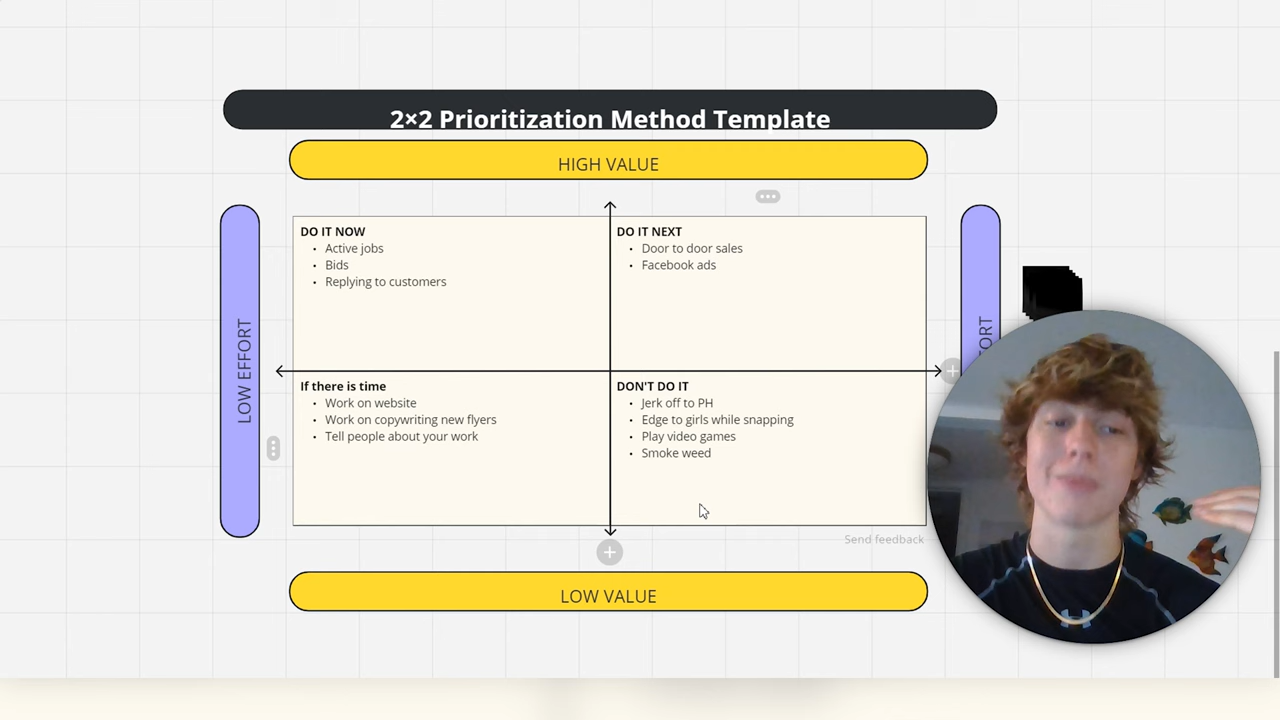 2×2 Prioritization Method Template
HIGH VALUE
LOW EFFORT
DO IT NOW
• Active jobs
• Bids
• Replying to customers
DO IT NEXT
• Door to door sales
• Facebook ads
If there is time
• Work on website
• Work on copywriting new flyers
• Tell people about your work
DON'T DO IT
• Jerk off to PH
• Edge to girls while snapping
• Play video games
• Smoke weed
Send feedback
LOW VALUE